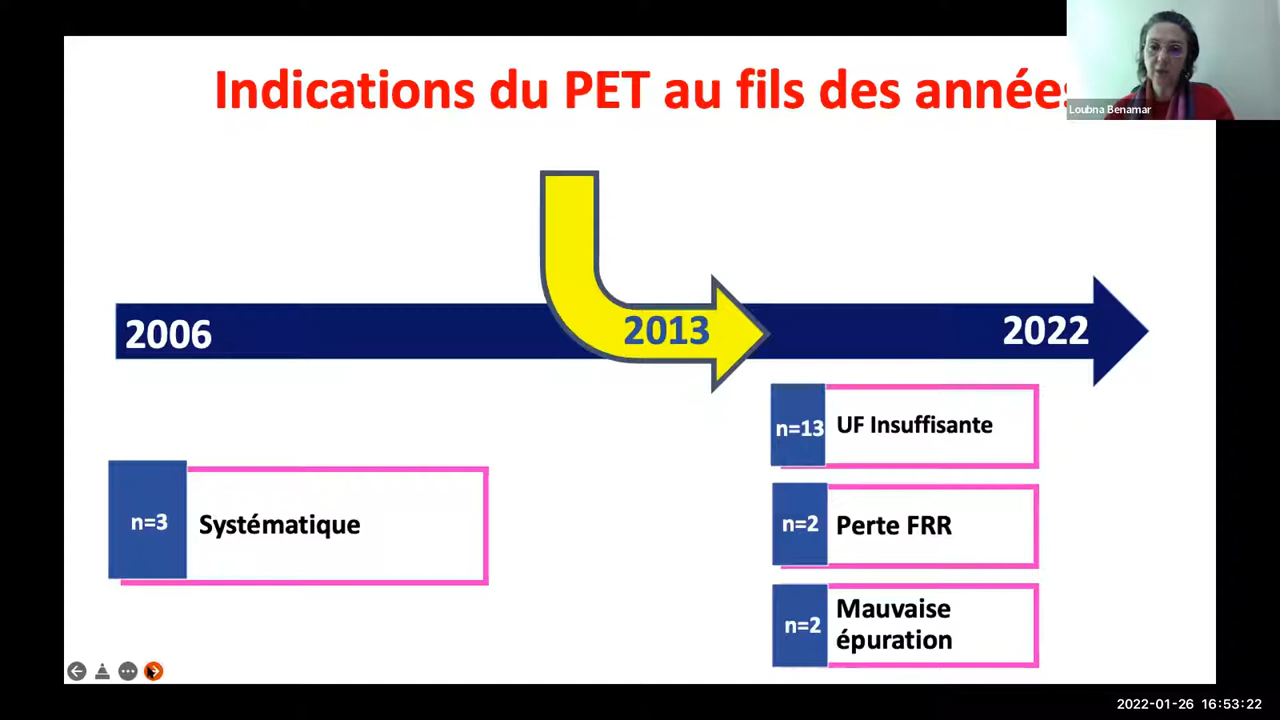 Indications du PET au fils des années
Loubna Benamar
2006
2013
2022
n=3
Systématique
n=13
UF Insuffisante
n=2
Perte FRR
n=2
Mauvaise
épuration
2022-01-26 16:53:22